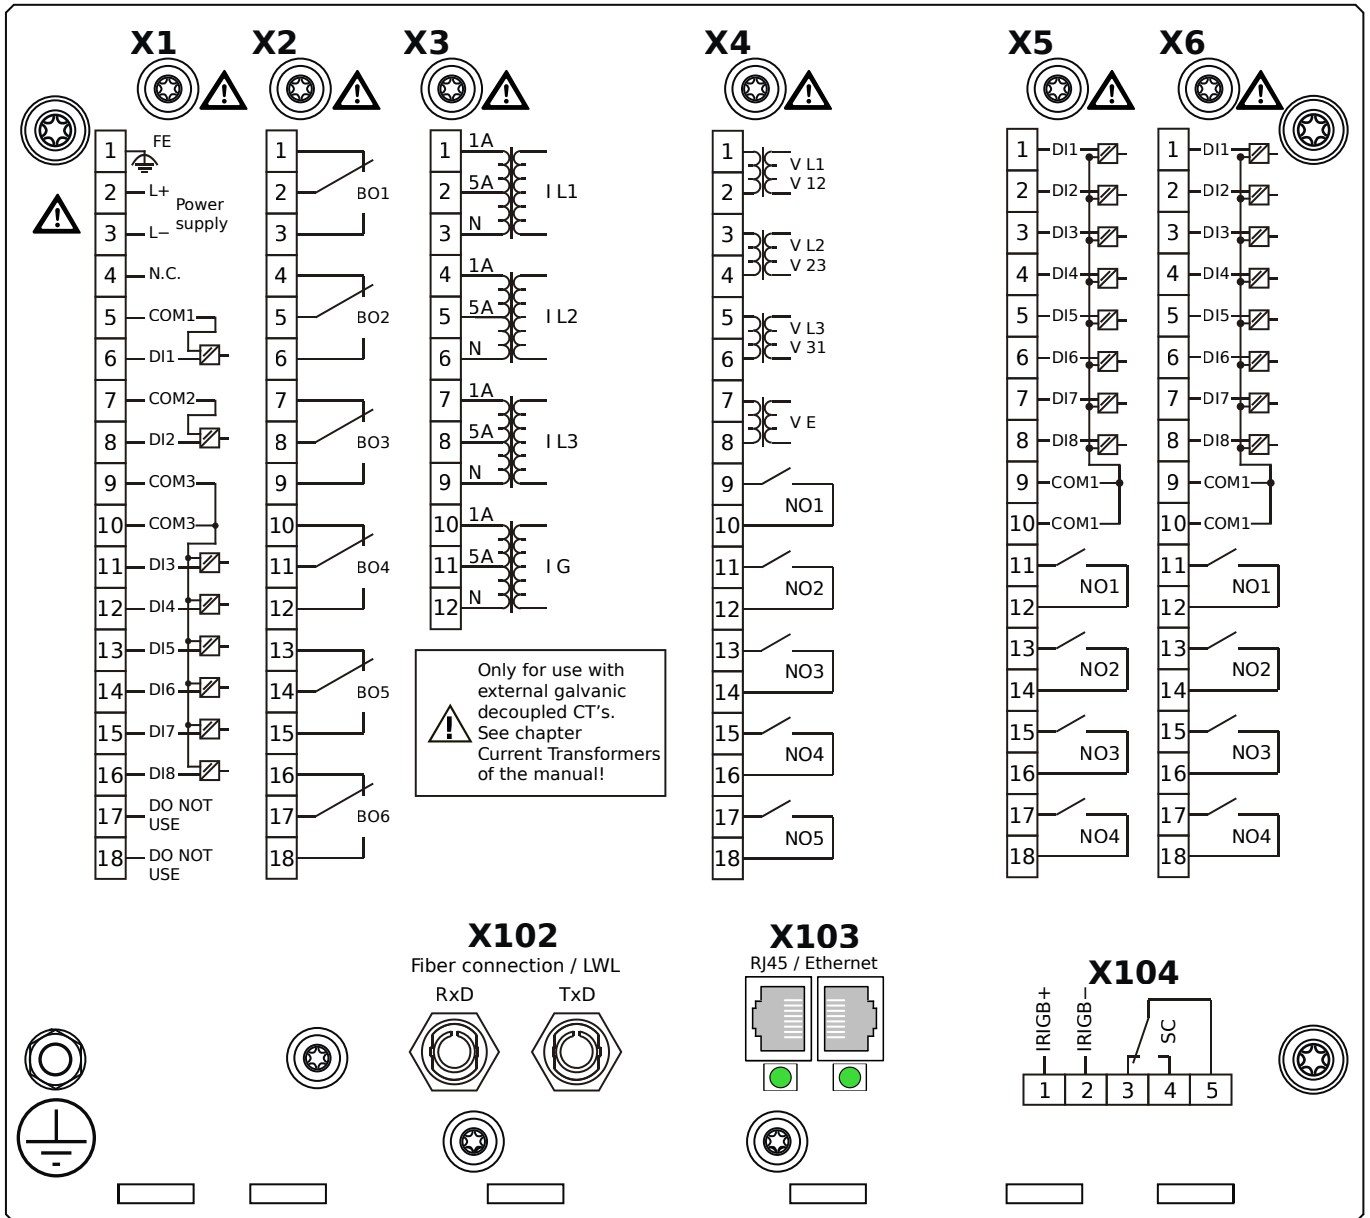 X1
1
FE
2
L+
Power
supply
3
L−
4
N.C.
5
COM1
6
DI1
7
COM2
8
DI2
9
COM3
10
COM3
11
DI3
12
DI4
13
DI5
14
DI6
15
DI7
16
DI8
17
DO NOT
USE
18
DO NOT
USE
X2
1
2
BO1
3
4
5
BO2
6
7
8
BO3
9
10
11
BO4
12
13
14
BO5
15
16
17
BO6
18
X3
1
1A
2
5A
I L1
3
N
4
1A
5
5A
I L2
6
N
7
1A
8
5A
I L3
9
N
10
1A
11
5A
I G
12
N
Only for use with
external galvanic
decoupled CT's.
See chapter
Current Transformers
of the manual!
X4
1
V L1
V 12
2
3
V L2
V 23
4
5
V L3
V 31
6
7
V E
8
9
NO1
10
11
NO2
12
13
NO3
14
15
NO4
16
17
NO5
18
X5
1
DI1
2
DI2
3
DI3
4
DI4
5
DI5
6
DI6
7
DI7
8
DI8
9
COM1
10
COM1
11
NO1
12
13
NO2
14
15
NO3
16
17
NO4
18
X6
1
DI1
2
DI2
3
DI3
4
DI4
5
DI5
6
DI6
7
DI7
8
DI8
9
COM1
10
COM1
11
NO1
12
13
NO2
14
15
NO3
16
17
NO4
18
X102
Fiber connection / LWL
RxD TxD
X103
RJ45 / Ethernet
X104
IRIGB+
IRIGB−
SC
1 2 3 4 5